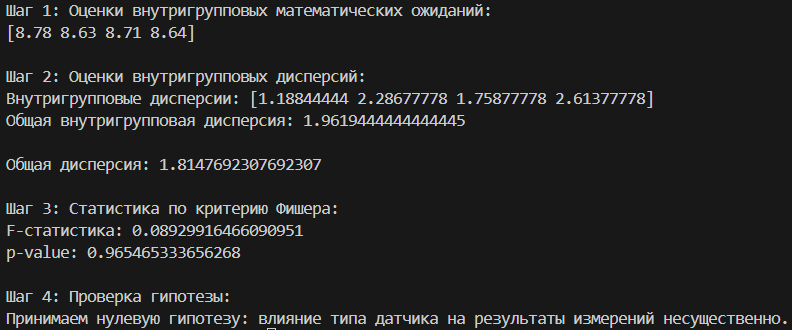 Шаг 1: Оценки внутригрупповых математических ожиданий:
[8.78 8.63 8.71 8.64]
Шаг 2: Оценки внутригрупповых дисперсий:
Внутригрупповые дисперсии: [1.18844444 2.28677778 1.75877778 2.61377778]
Общая внутригрупповая дисперсия: 1.9619444444444445
Общая дисперсия: 1.8147692307692307
Шаг 3: Статистика по критерию Фишера:
F-статистика: 0.08929916466090951
p-value: 0.965465333656268
Шаг 4: Проверка гипотезы:
Принимаем нулевую гипотезу: влияние типа датчика на результаты измерений несущественно.